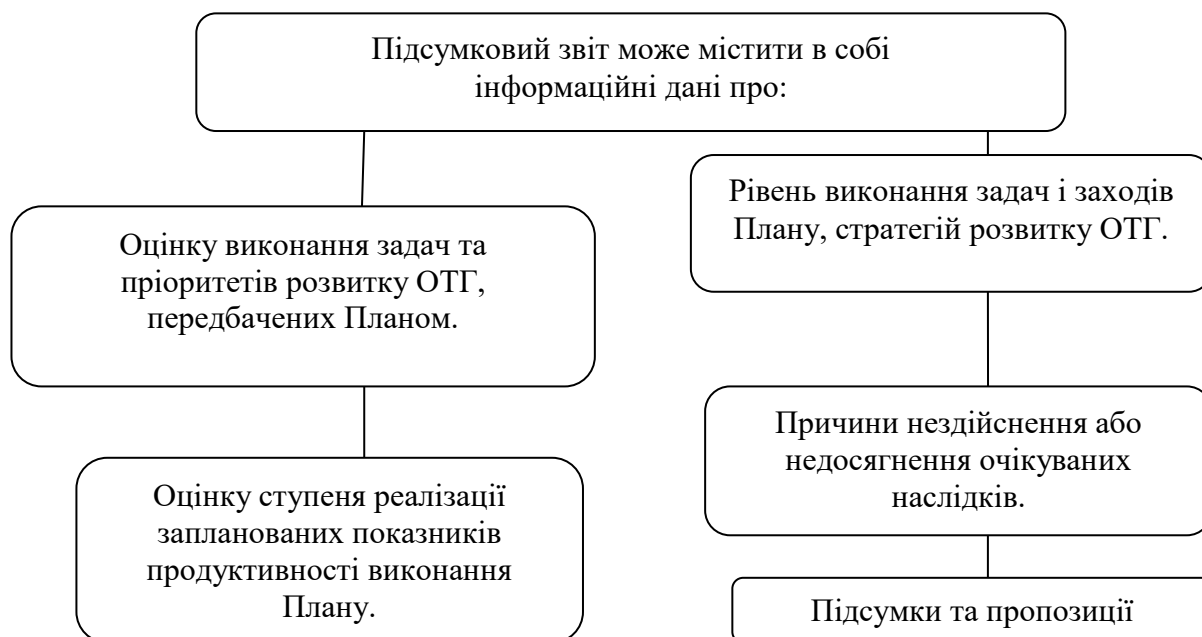 Підсумковий звіт може містити в собі
інформаційні дані про:
Оцінку виконання задач та
пріоритетів розвитку ОТГ,
передбачених Планом.
Оцінку ступеня реалізації
запланованих показників
продуктивності виконання
Плану.
Рівень виконання задач і заходів
Плану, стратегій розвитку ОТГ.
Причини нездійснення або
недосягнення очікуваних
наслідків.
Підсумки та пропозиції